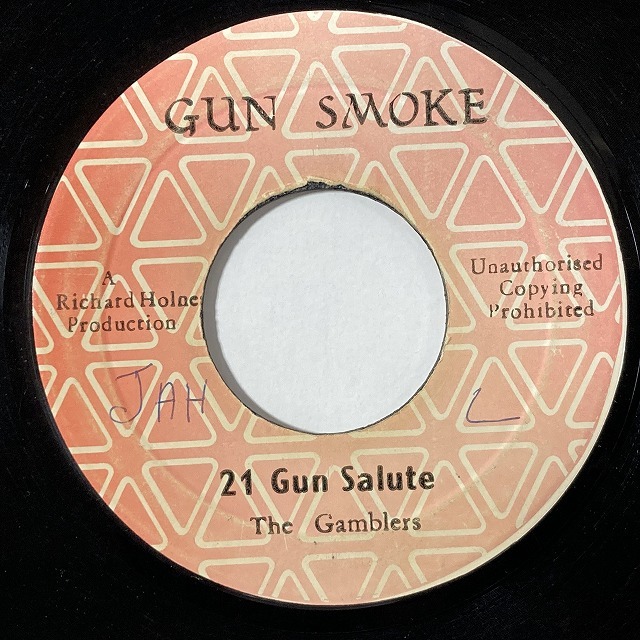 GUN SMOKE
A
Richard Holnes
Production
Unauthorised
Copying
Prohibited
JAH L
21 Gun Salute
The Gamblers